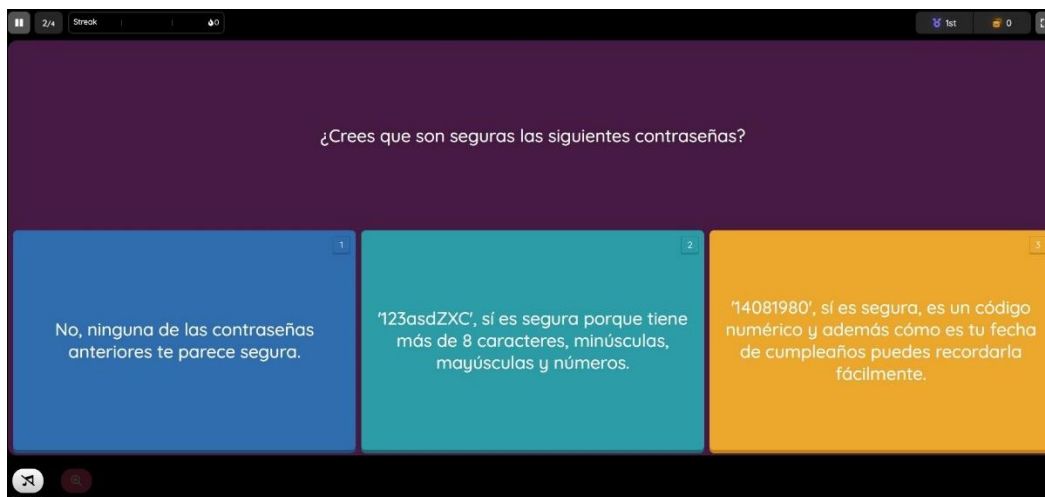 2/4 Streak 0 1st 0
¿Crees que son seguras las siguientes contraseñas?
1
No, ninguna de las contraseñas
anteriores te parece segura.
2
'123asdZXC', sí es segura porque tiene
más de 8 caracteres, minúsculas,
mayúsculas y números.
3
'14081980', sí es segura, es un código
numérico y además cómo es tu fecha
de cumpleaños puedes recordarla
fácilmente.